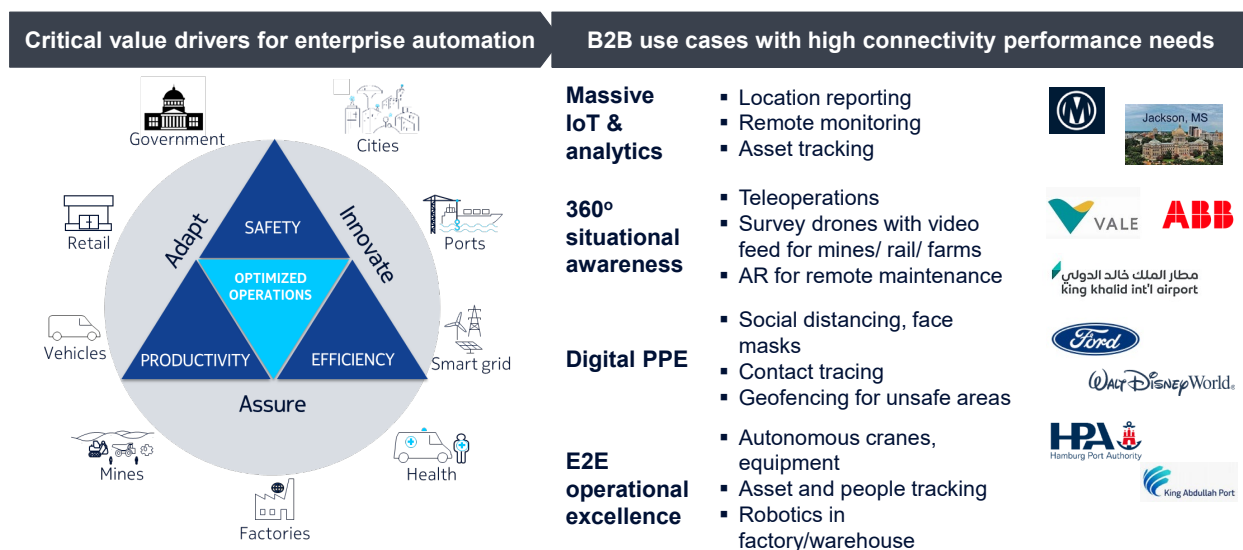 Critical value drivers for enterprise automation
B2B use cases with high connectivity performance needs
Government
Cities
Retail
Ports
Vehicles
Smart grid
Mines
Health
Factories
Adapt
Innovate
Assure
SAFETY
OPTIMIZED
OPERATIONS
PRODUCTIVITY
EFFICIENCY
Massive
IoT &
analytics
▪ Location reporting
▪ Remote monitoring
▪ Asset tracking
M
Jackson, MS
360º
situational
awareness
▪ Teleoperations
▪ Survey drones with video
feed for mines/ rail/ farms
▪ AR for remote maintenance
VALE
ABB
مطار الملك خالد الدولي
king khalid int'l airport
Digital PPE
▪ Social distancing, face
masks
▪ Contact tracing
▪ Geofencing for unsafe areas
Ford
WALT DISNEY World®
E2E
operational
excellence
▪ Autonomous cranes,
equipment
▪ Asset and people tracking
▪ Robotics in
factory/warehouse
HPA
Hamburg Port Authority
King Abdullah Port